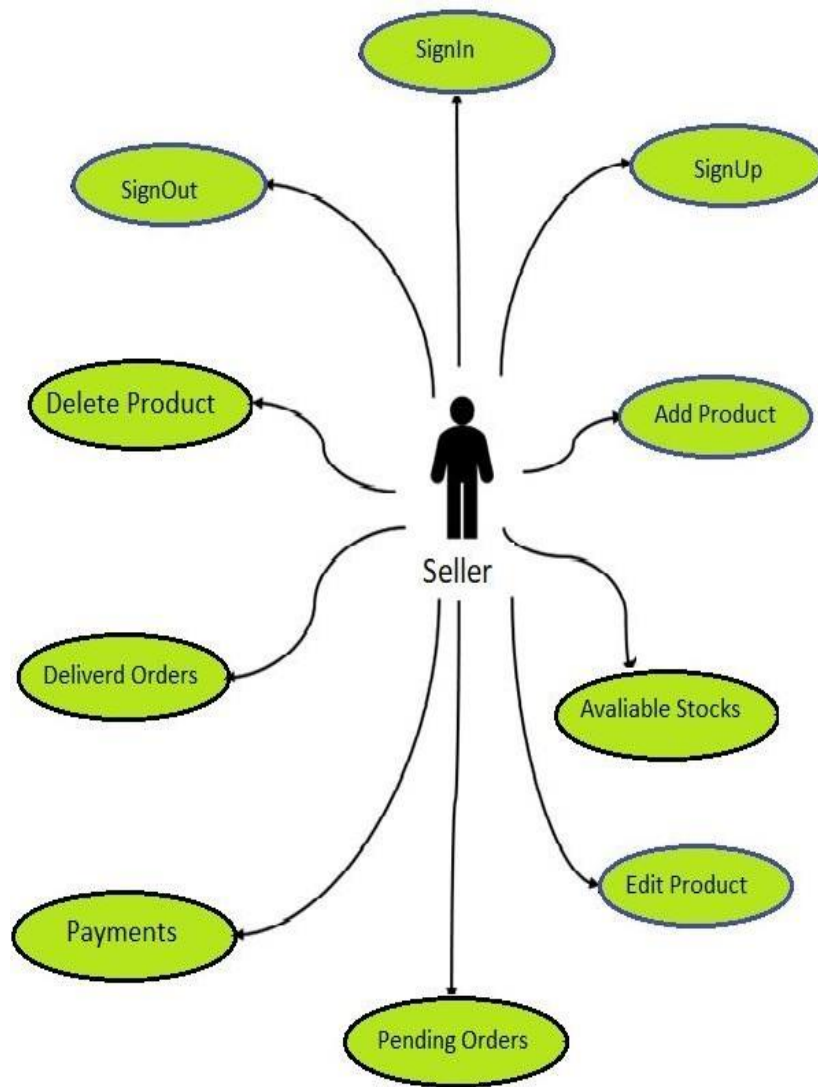 SignIn
SignUp
SignOut
Delete Product
Add Product
Seller
Deliverd Orders
Avaliable Stocks
Edit Product
Payments
Pending Orders